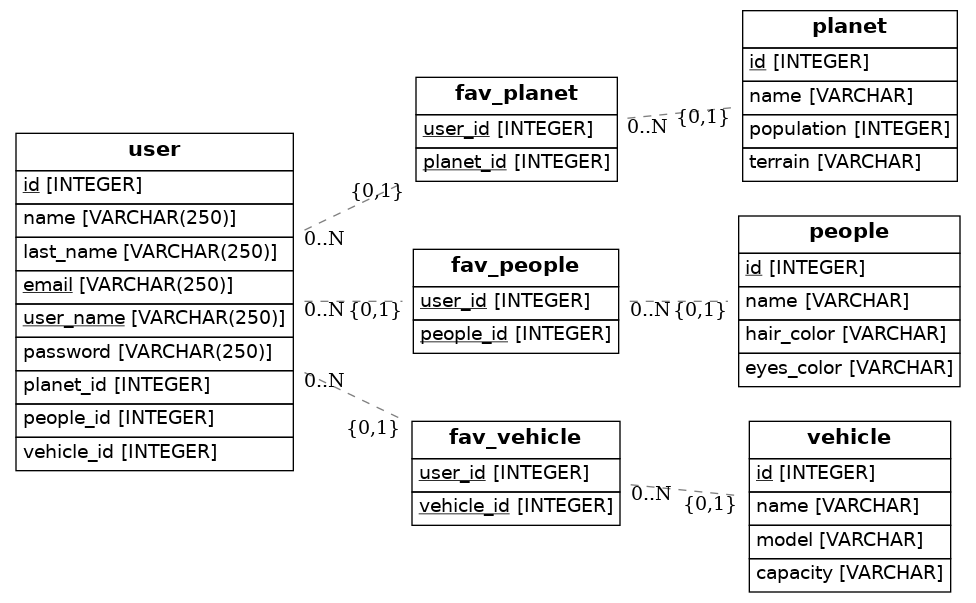 user
id [INTEGER]
name [VARCHAR(250)]
last_name [VARCHAR(250)]
email [VARCHAR(250)]
user_name [VARCHAR(250)]
password [VARCHAR(250)]
planet_id [INTEGER]
people_id [INTEGER]
vehicle_id [INTEGER]
{0,1}
0..N
0..N {0,1}
0..N
{0,1}
fav_planet
user_id [INTEGER]
planet_id [INTEGER]
fav_people
user_id [INTEGER]
people_id [INTEGER]
fav_vehicle
user_id [INTEGER]
vehicle_id [INTEGER]
0..N {0,1}
0..N {0,1}
0..N {0,1}
planet
id [INTEGER]
name [VARCHAR]
population [INTEGER]
terrain [VARCHAR]
people
id [INTEGER]
name [VARCHAR]
hair_color [VARCHAR]
eyes_color [VARCHAR]
vehicle
id [INTEGER]
name [VARCHAR]
model [VARCHAR]
capacity [VARCHAR]